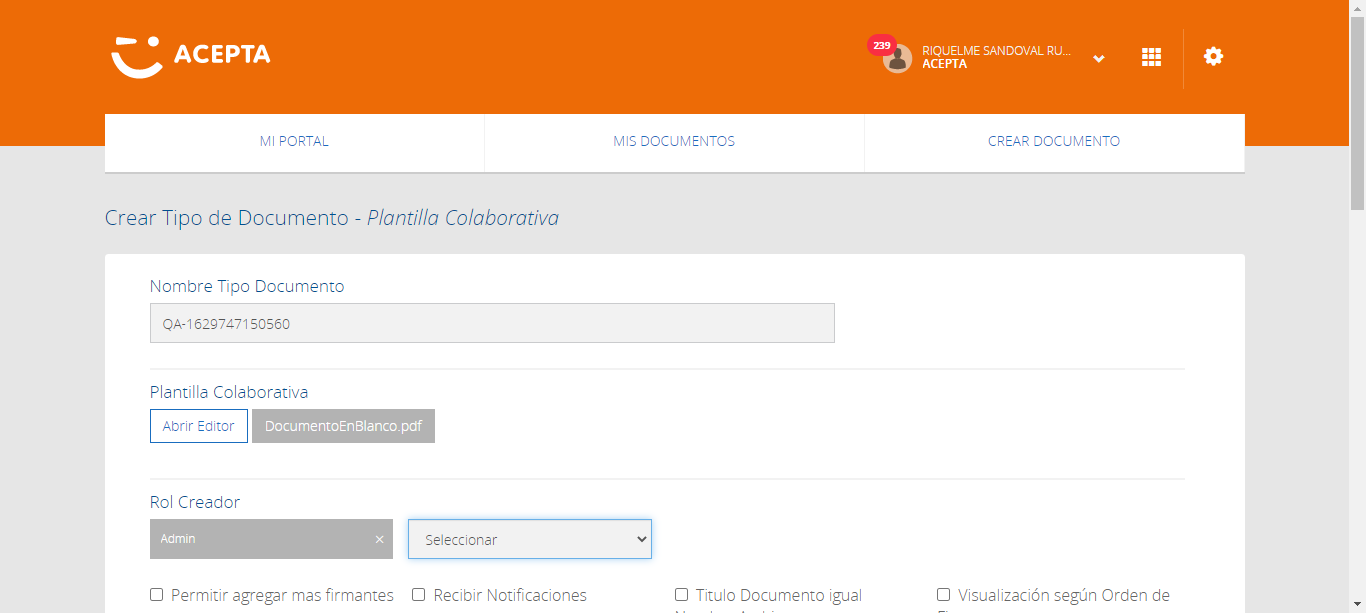 ACEPTA
239
RIQUELME SANDOVAL RU...
ACEPTA
MI PORTAL
MIS DOCUMENTOS
CREAR DOCUMENTO
Crear Tipo de Documento - Plantilla Colaborativa
Nombre Tipo Documento
QA-1629747150560
Plantilla Colaborativa
Abrir Editor
DocumentoEnBlanco.pdf
Rol Creador
Admin ×
Seleccionar
Permitir agregar mas firmantes
Recibir Notificaciones
Titulo Documento igual
Visualización según Orden de